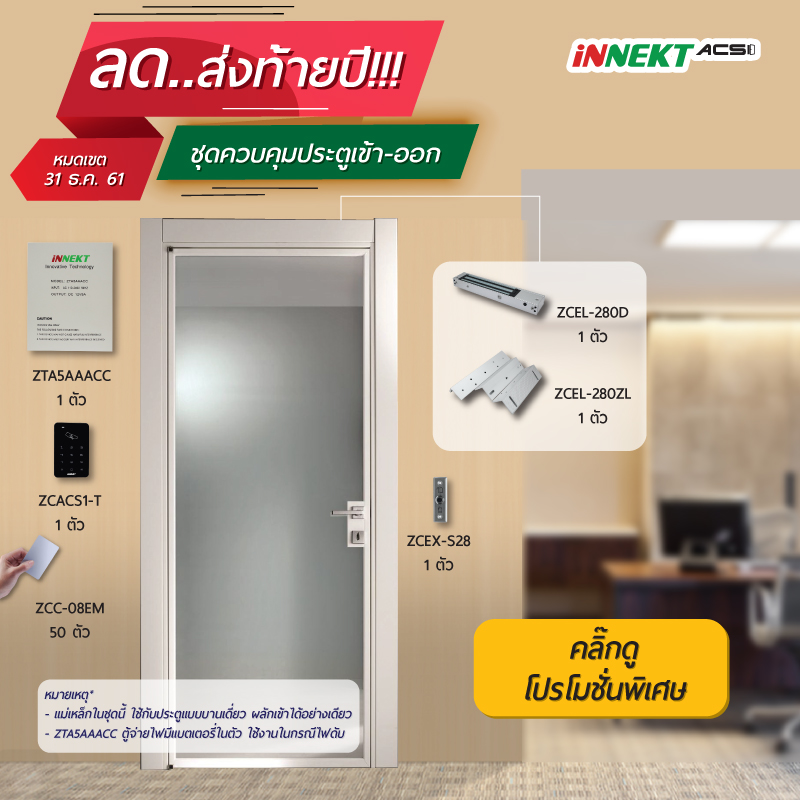 ลด..ส่งท้ายปี!!!
iNNEKT ACSi
หมดเขต
31 ธ.ค. 61
ชุดควบคุมประตูเข้า-ออก
iNNEKT
Innovative Technology
CAUTION
ZTA5AAACC
1 ตัว
ZCACS1-T
1 ตัว
ZCC-08EM
50 ตัว
ZCEL-280D
1 ตัว
ZCEL-280ZL
1 ตัว
ZCEX-S28
1 ตัว
คลิ๊กดู
โปรโมชั่นพิเศษ
หมายเหตุ*
- แม่เหล็กในชุดนี้ ใช้กับประตูแบบบานเดี่ยว ผลักเข้าได้อย่างเดียว
- ZTA5AAACC ตู้จ่ายไฟมีแบตเตอรี่ในตัว ใช้งานในกรณีไฟดับ